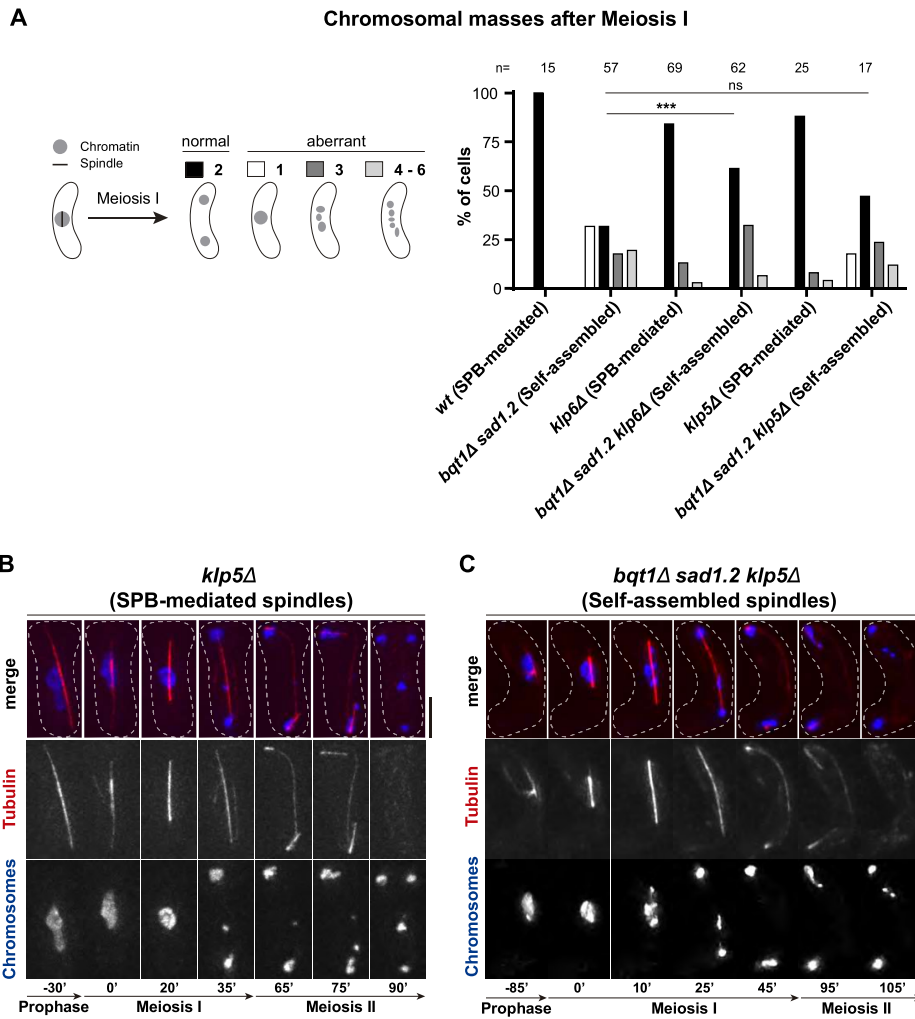 A
Chromosomal masses after Meiosis I
n= 15 57 69 62 25 17
ns
***
100
75
50
25
0
% of cells
normal aberrant
Chromatin
Spindle
2 1 3 4 - 6
Meiosis I
wt (SPB-mediated)
bqt1Δ sad1.2 (Self-assembled)
klp6Δ (SPB-mediated)
bqt1Δ sad1.2 klp6Δ (Self-assembled)
klp5Δ (SPB-mediated)
bqt1Δ sad1.2 klp5Δ (Self-assembled)
B
klp5Δ
(SPB-mediated spindles)
merge
Tubulin
Chromosomes
-30' 0' 20' 35' 65' 75' 90'
Prophase Meiosis I Meiosis II
C
bqt1Δ sad1.2 klp5Δ
(Self-assembled spindles)
merge
Tubulin
Chromosomes
-85' 0' 10' 25' 45' 95' 105'
Prophase Meiosis I Meiosis II